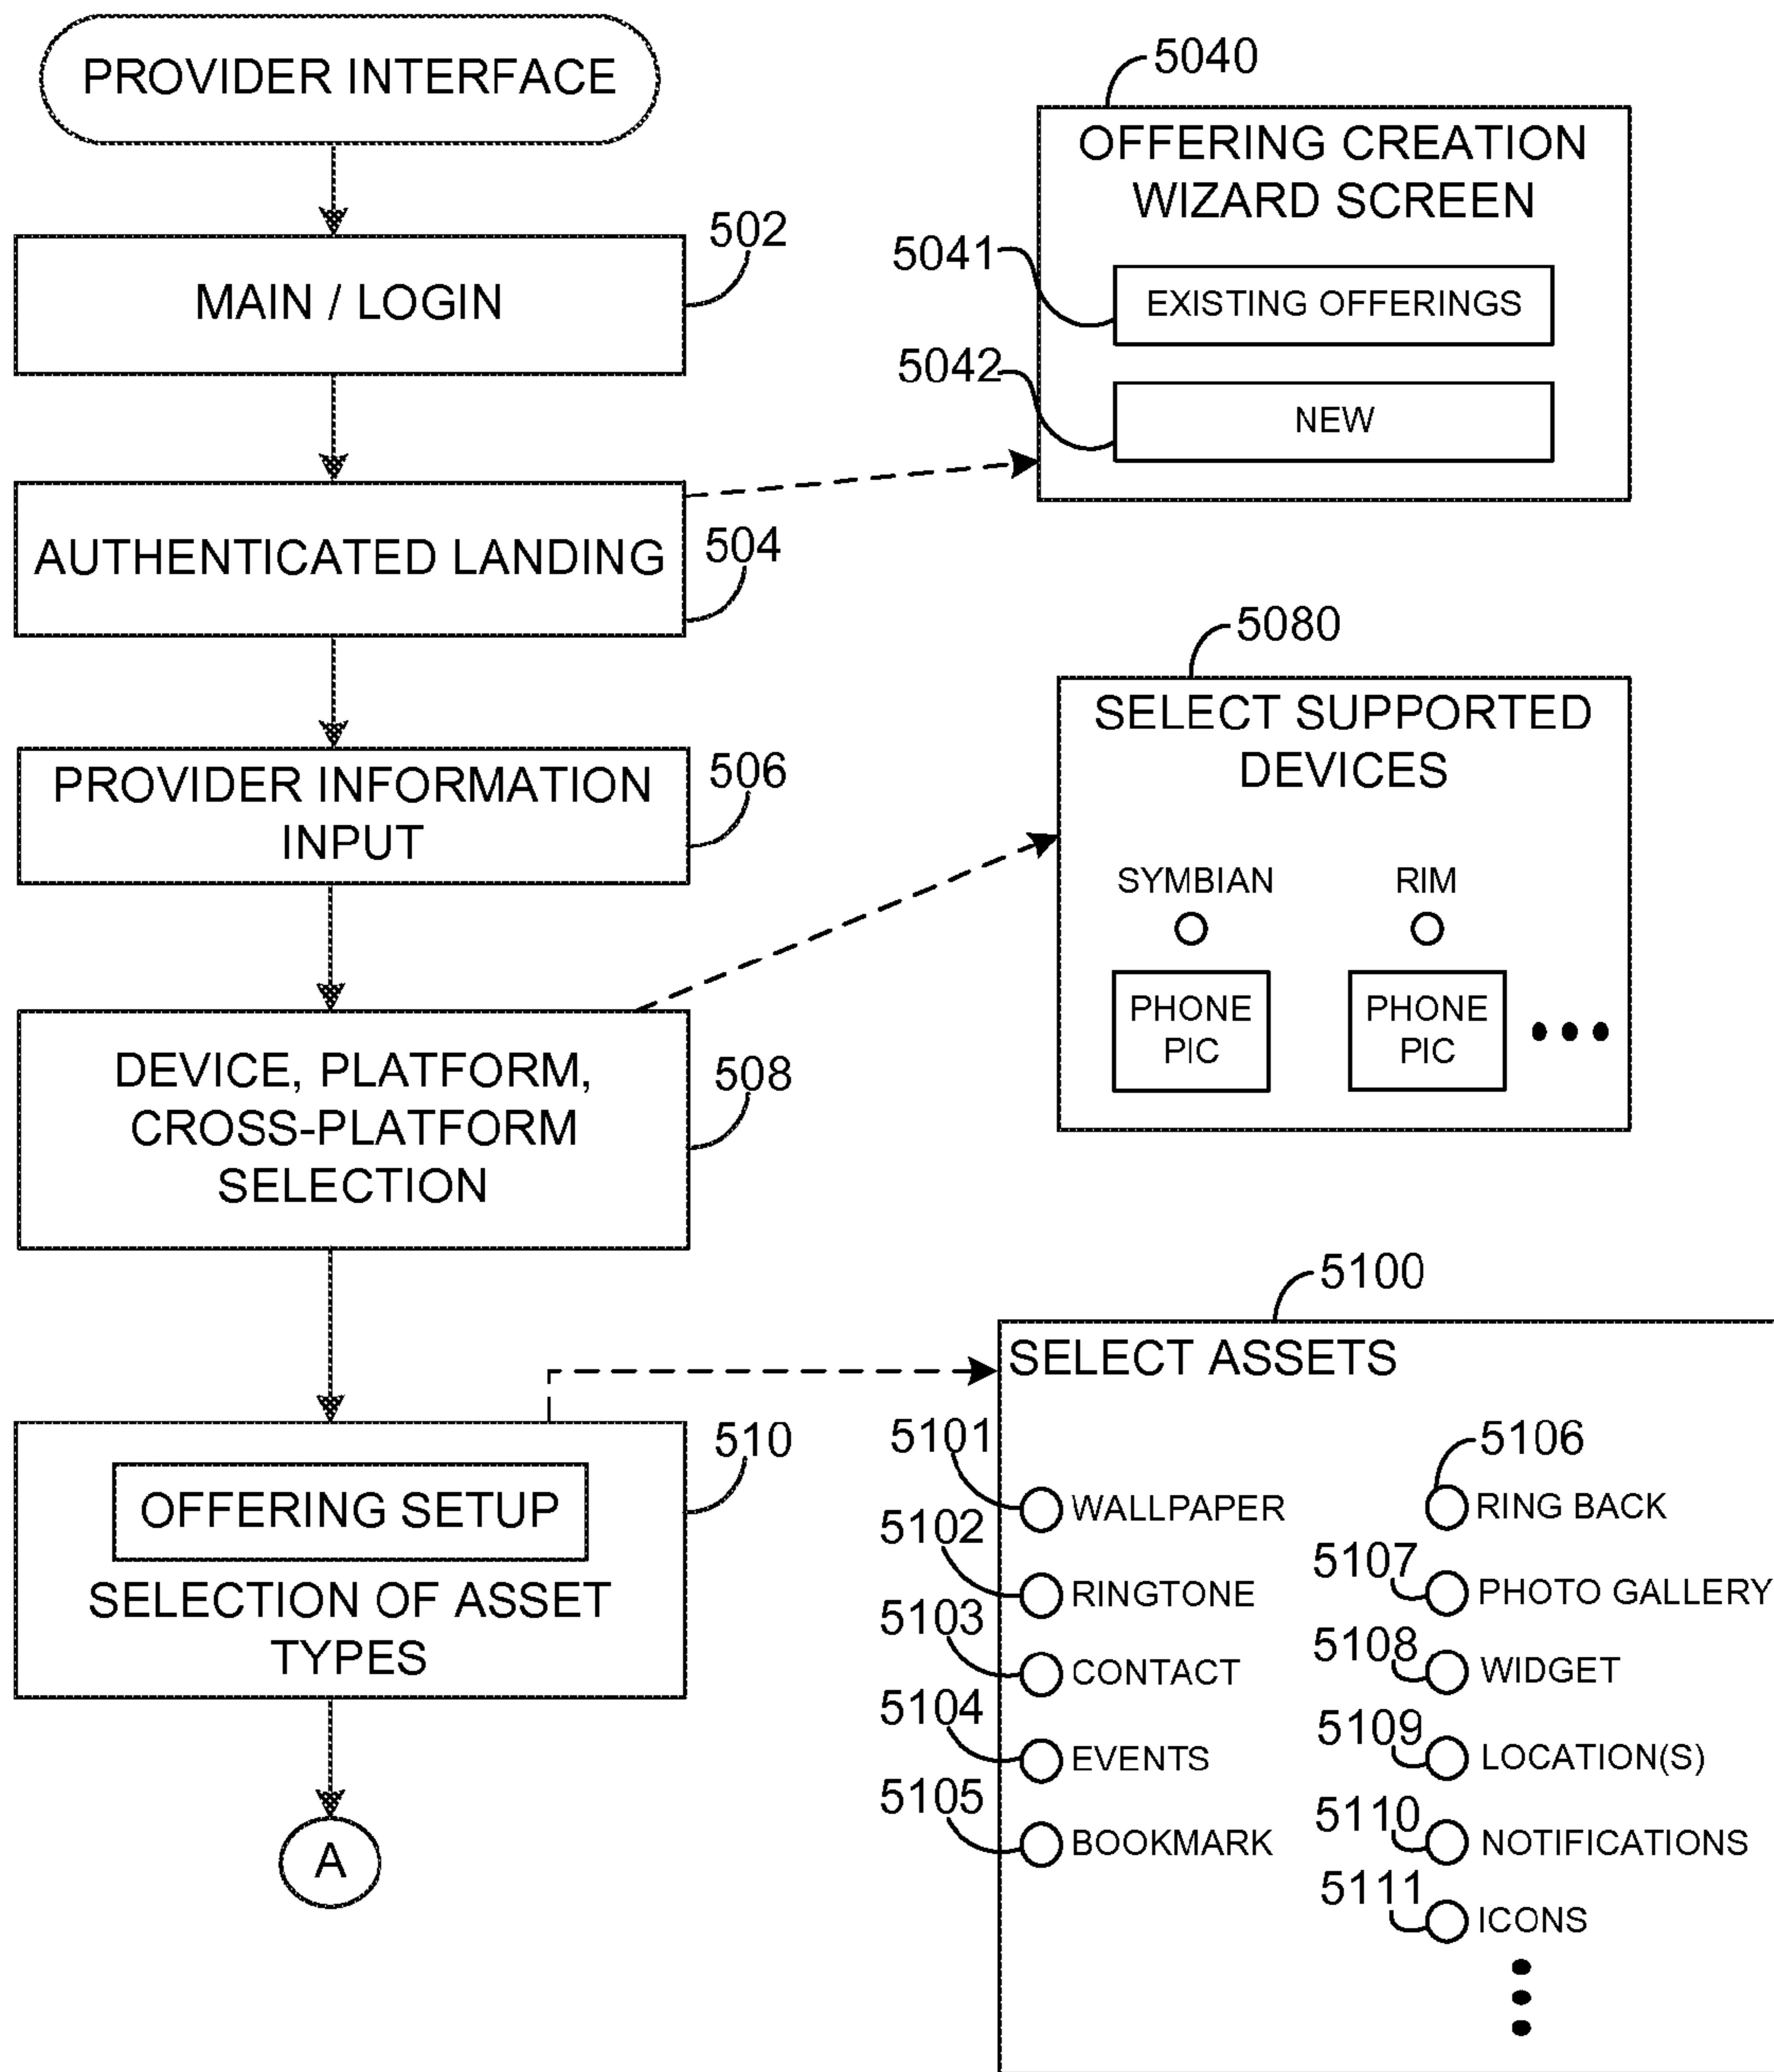 PROVIDER INTERFACE
502
MAIN / LOGIN
504
AUTHENTICATED LANDING
506
PROVIDER INFORMATION
INPUT
508
DEVICE, PLATFORM,
CROSS-PLATFORM
SELECTION
510
OFFERING SETUP
SELECTION OF ASSET
TYPES
A
5040
OFFERING CREATION
WIZARD SCREEN
5041
EXISTING OFFERINGS
5042
NEW
5080
SELECT SUPPORTED
DEVICES
SYMBIAN
RIM
PHONE
PIC
PHONE
PIC
5100
SELECT ASSETS
5101
WALLPAPER
5102
RINGTONE
5103
CONTACT
5104
EVENTS
5105
BOOKMARK
5106
RING BACK
5107
PHOTO GALLERY
5108
WIDGET
5109
LOCATION(S)
5110
NOTIFICATIONS
5111
ICONS